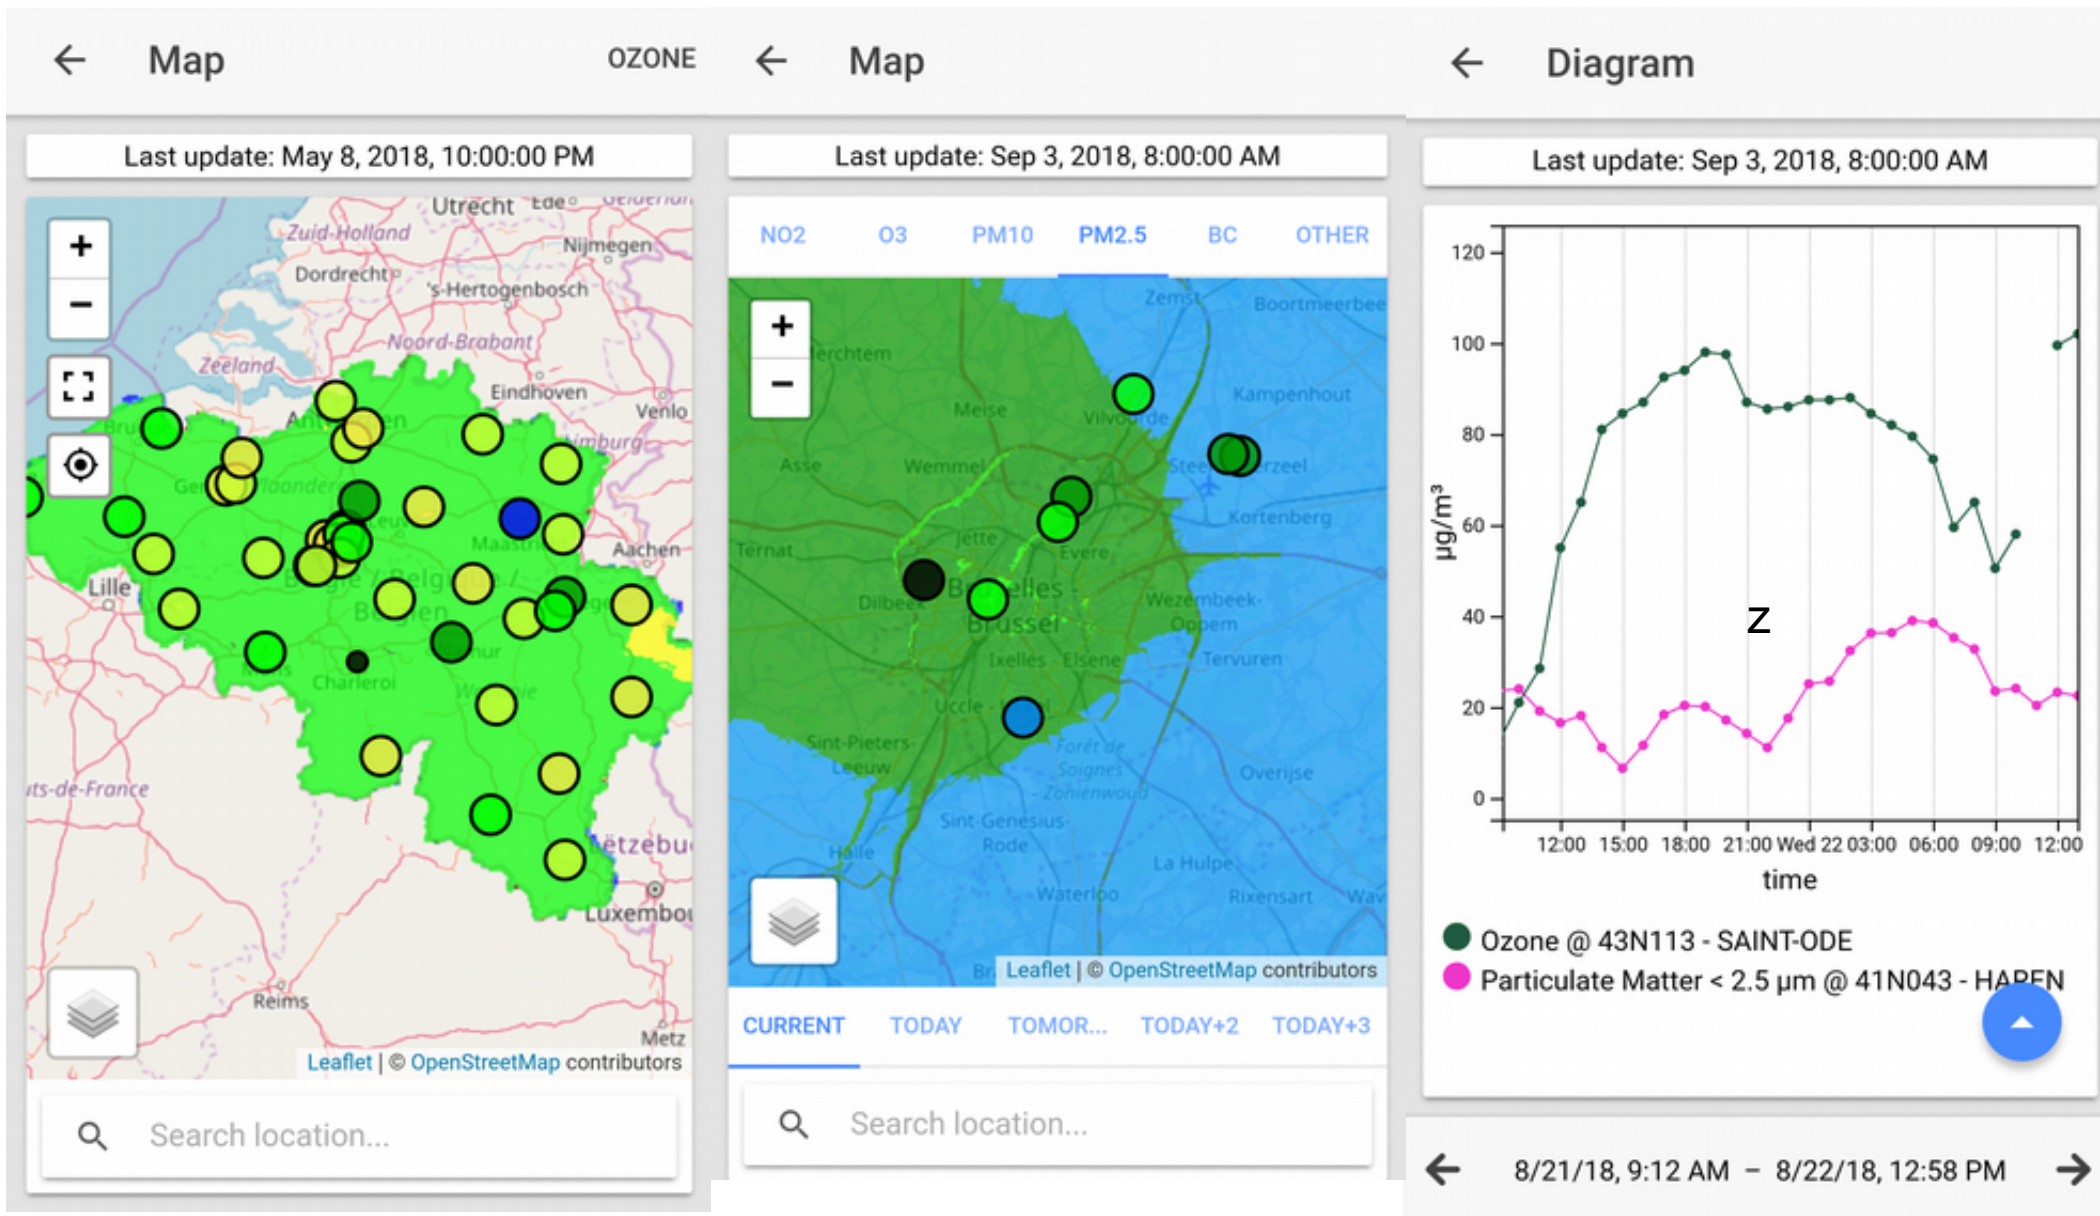 Map
OZONE
Last update: May 8, 2018, 10:00:00 PM
+
−
Utrecht
Ede
Zuid-Holland
Nijmegen
Dordrecht
's-Hertogenbosch
Noord-Brabant
Zeeland
Eindhoven
Venlo
Aachen
Lille
Charleroi
Reims
Metz
Leaflet | © OpenStreetMap contributors
Search location...
Map
Last update: Sep 3, 2018, 8:00:00 AM
NO2 O3 PM10 PM2.5 BC OTHER
+
−
Zemst
Boortmeerbee
Meise
Kampenhout
Vilvoorde
Asse
Wemmel
Kortenberg
Ternat
Jette
Evere
Dilbeek
Brussel
Wezembeek-
Oppem
Ixelles - Elsene
Tervuren
Sint-Pieters-
Leeuw
Forêt de
Soignes
- Zoniënwoud
Overijse
Sint-Genesius-
Rode
Halle
La Hulpe
Waterloo
Rixensart
Leaflet | © OpenStreetMap contributors
CURRENT TODAY TOMOR... TODAY+2 TODAY+3
Search location...
Diagram
Last update: Sep 3, 2018, 8:00:00 AM
120
100
80
60
40
20
0
µg/m³
Z
12:00 15:00 18:00 21:00 Wed 22 03:00 06:00 09:00 12:00
time
Ozone @ 43N113 - SAINT-ODE
Particulate Matter < 2.5 µm @ 41N043 - HAREN
8/21/18, 9:12 AM – 8/22/18, 12:58 PM